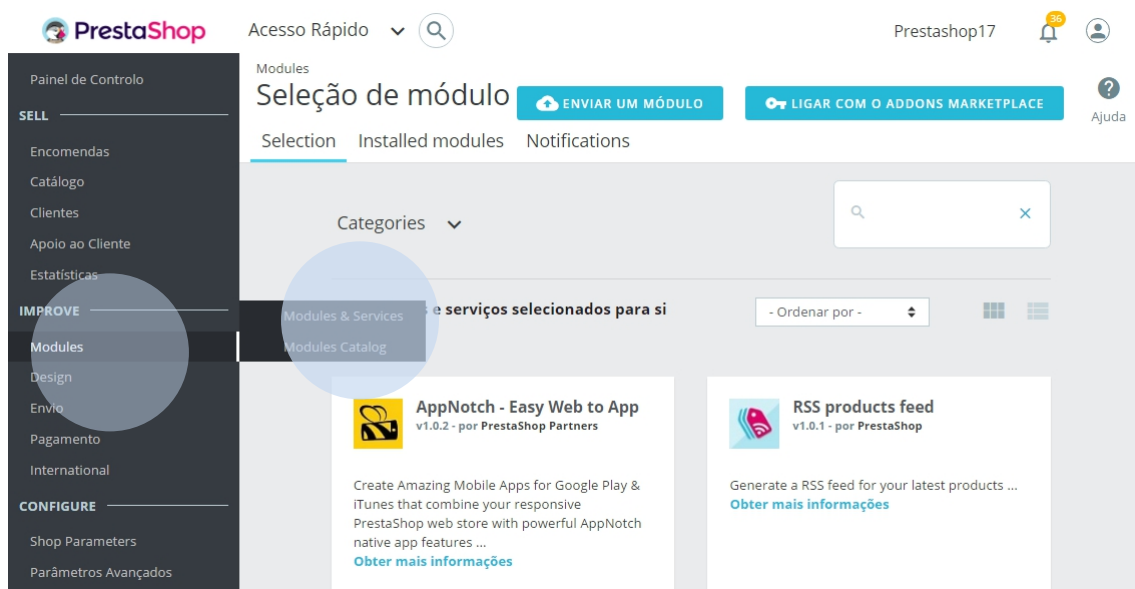 PrestaShop
Acesso Rápido
Prestashop17
36
Painel de Controlo
SELL
Encomendas
Catálogo
Clientes
Apoio ao Cliente
Estatísticas
IMPROVE
Modules
Design
Envio
Pagamento
International
CONFIGURE
Shop Parameters
Parâmetros Avançados
Modules & Services
Modules Catalog
Modules
Seleção de módulo
ENVIAR UM MÓDULO
LIGAR COM O ADDONS MARKETPLACE
Ajuda
Selection Installed modules Notifications
Categories
e serviços selecionados para si
- Ordenar por -
AppNotch - Easy Web to App
v1.0.2 - por PrestaShop Partners
Create Amazing Mobile Apps for Google Play &
iTunes that combine your responsive
PrestaShop web store with powerful AppNotch
native app features ...
Obter mais informações
RSS products feed
v1.0.1 - por PrestaShop
Generate a RSS feed for your latest products ...
Obter mais informações